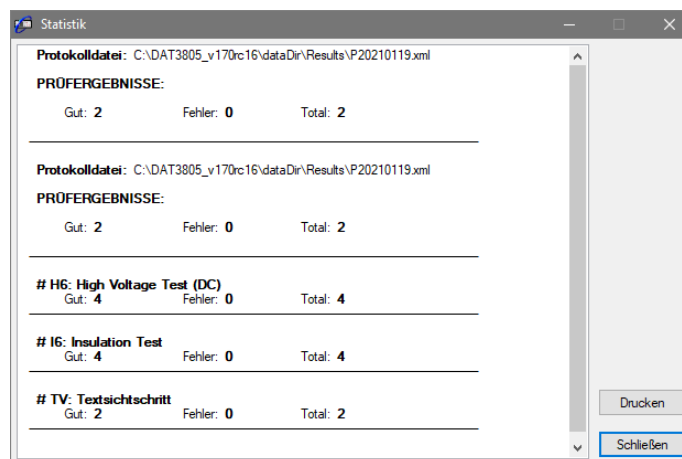 Statistik
Protokolldatei: C:\DAT3805_v170rc16\dataDir\Results\P20210119.xml
PRÜFERGEBNISSE:
Gut: 2 Fehler: 0 Total: 2
Protokolldatei: C:\DAT3805_v170rc16\dataDir\Results\P20210119.xml
PRÜFERGEBNISSE:
Gut: 2 Fehler: 0 Total: 2
# H6: High Voltage Test (DC)
Gut: 4 Fehler: 0 Total: 4
# I6: Insulation Test
Gut: 4 Fehler: 0 Total: 4
# TV: Textsichtschritt
Gut: 2 Fehler: 0 Total: 2
Drucken
Schließen